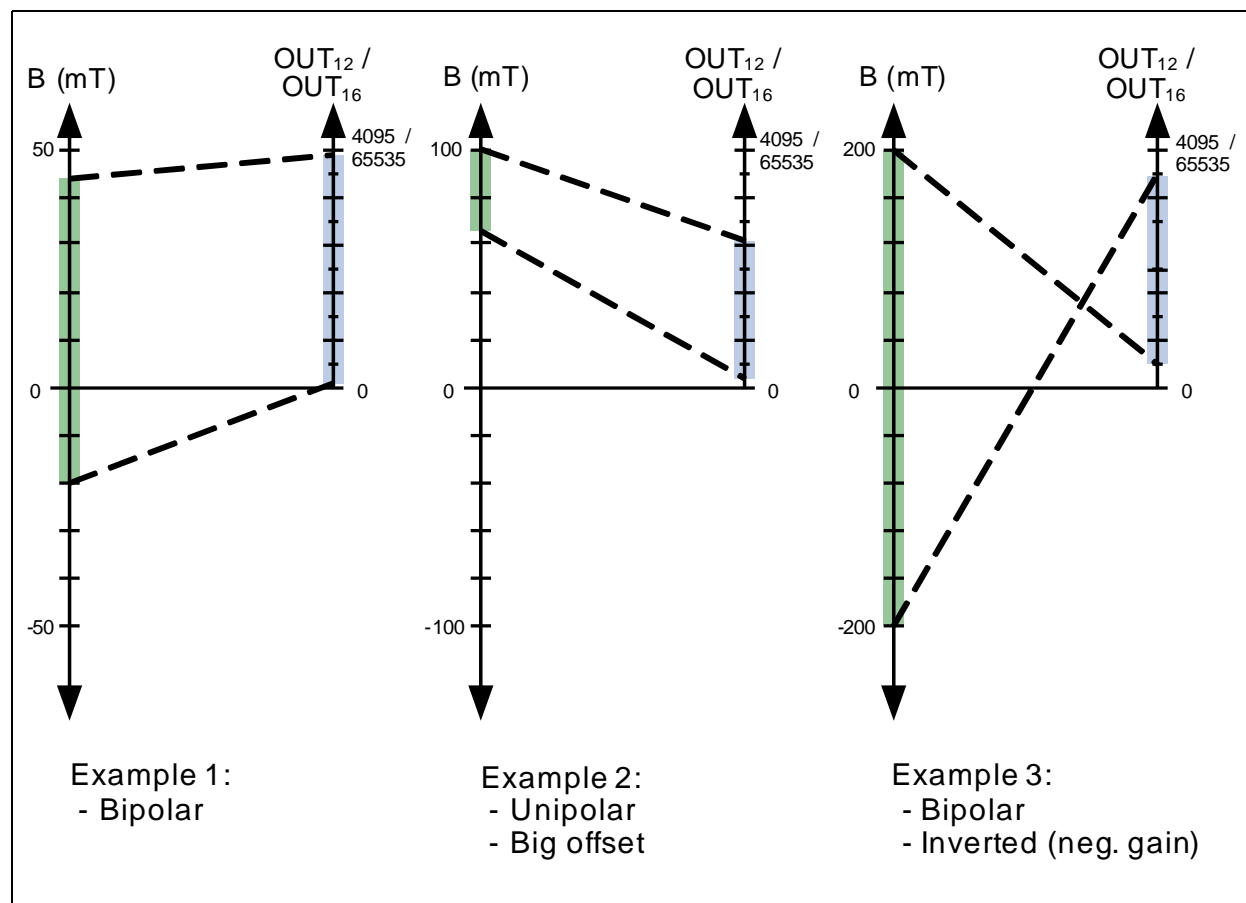 B (mT)
OUT₁₂ /
OUT₁₆
50
4095 /
65535
0
0
-50
Example 1:
- Bipolar
B (mT)
OUT₁₂ /
OUT₁₆
100
4095 /
65535
0
0
-100
Example 2:
- Unipolar
- Big offset
B (mT)
OUT₁₂ /
OUT₁₆
200
4095 /
65535
0
0
-200
Example 3:
- Bipolar
- Inverted (neg. gain)